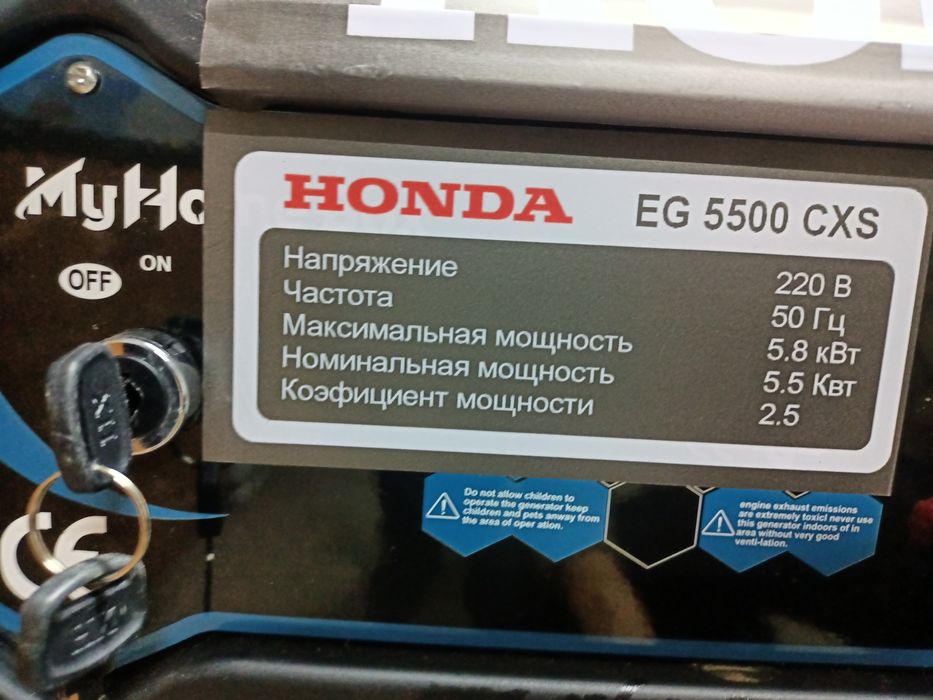 MyHo
OFF
ON
HONDA EG 5500 CXS
Напряжение 220 В
Частота 50 Гц
Максимальная мощность 5.8 кВт
Номинальная мощность 5.5 Квт
Коэфициент мощности 2.5
CE
Do not allow children to
operate the generator keep
children and pets anway from
the area of oper ation.
engine exhaust emissions
are extremely toxicl never use
this generator indoors of in
area without very good
venti-lation.